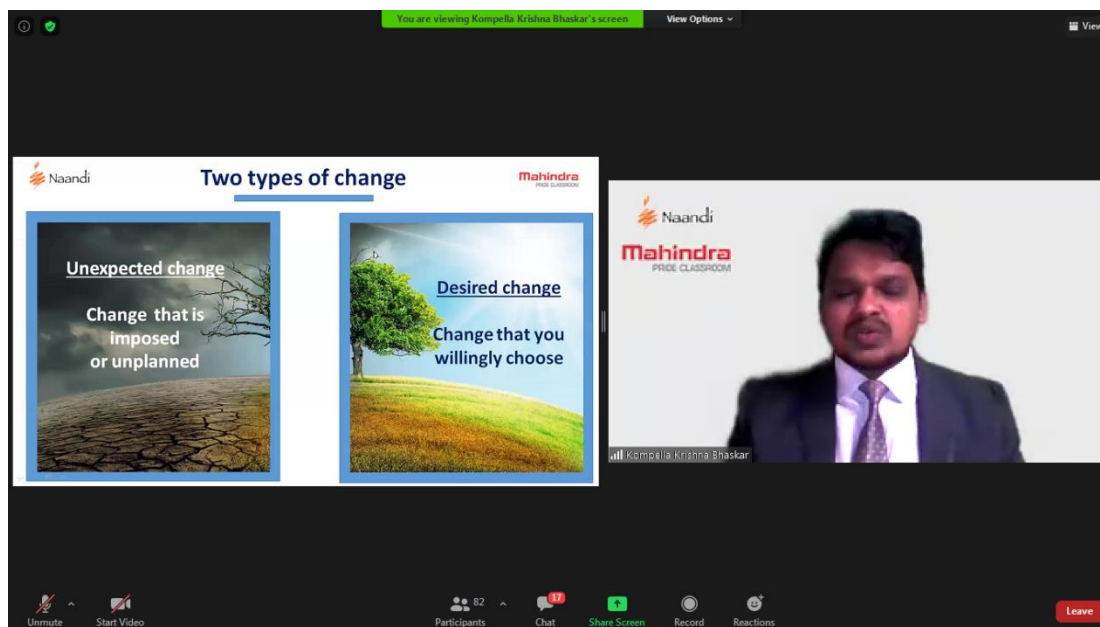 You are viewing Kompella Krishna Bhaskar's screen
View Options
View
Naandi
Two types of change
Mahindra
PRIDE CLASSROOM
Unexpected change
Change that is
imposed
or unplanned
Desired change
Change that you
willingly choose
Naandi
Mahindra
PRIDE CLASSROOM
Kompella Krishna Bhaskar
Unmute
Start Video
82
Participants
17
Chat
Share Screen
Record
Reactions
Leave